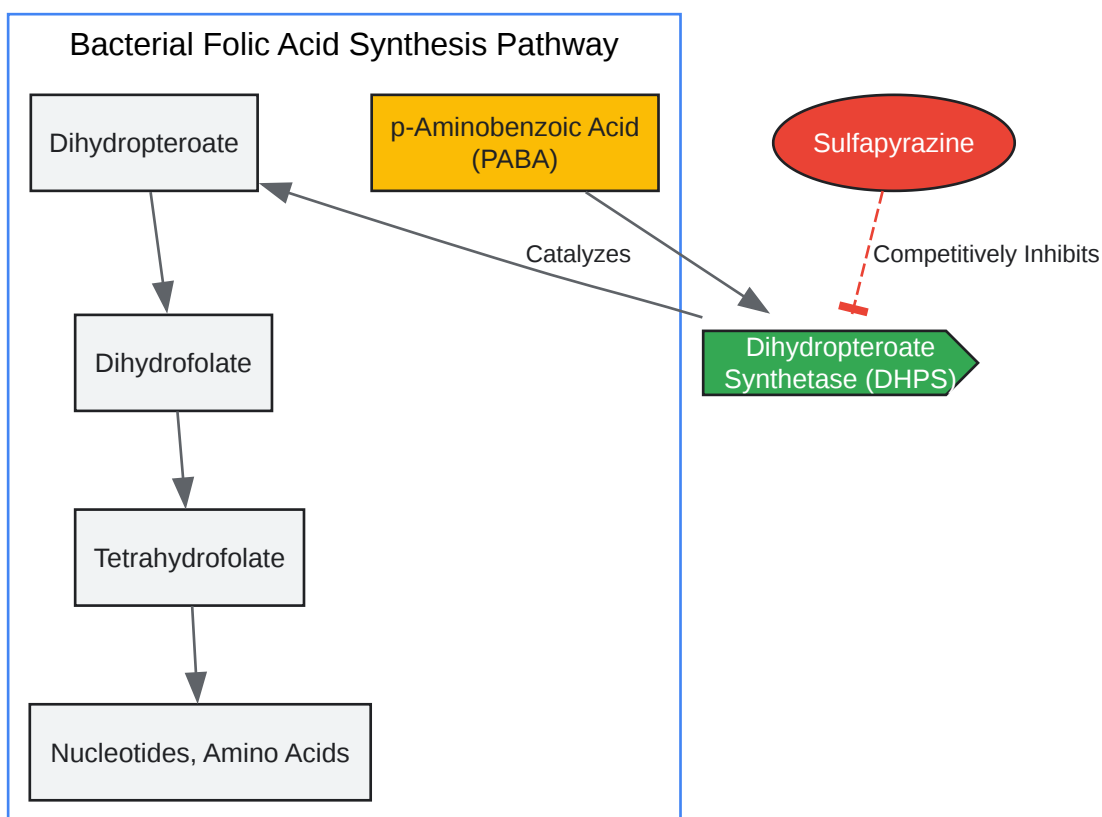 Bacterial Folic Acid Synthesis Pathway
Dihydropteroate
p-Aminobenzoic Acid
(PABA)
Sulfapyrazine
Catalyzes
Competitively Inhibits
Dihydropteroate
Synthetase (DHPS)
Dihydrofolate
Tetrahydrofolate
Nucleotides, Amino Acids